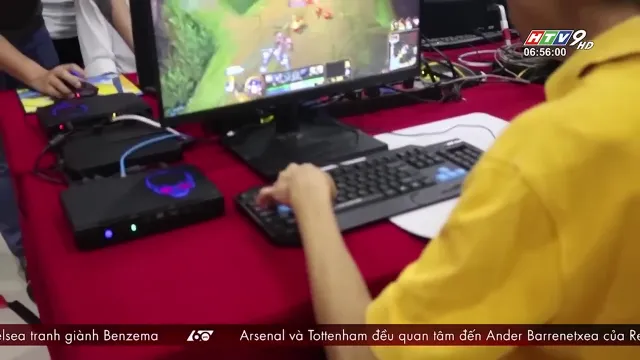 HTV9 HD
06:56:00
elsea tranh giành Benzema 60 Arsenal và Tottenham đều quan tâm đến Ander Barrenetxea của Re